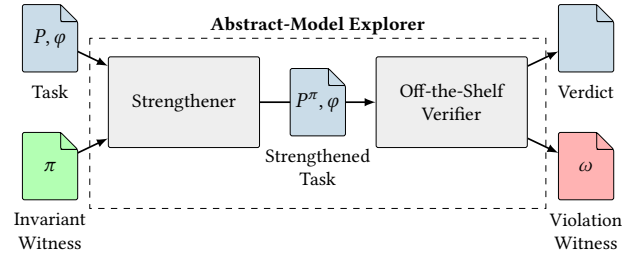 Abstract-Model Explorer
P, φ
Task
Strengthener
P^π, φ
Strengthened
Task
Off-the-Shelf
Verifier
Verdict
π
Invariant
Witness
ω
Violation
Witness